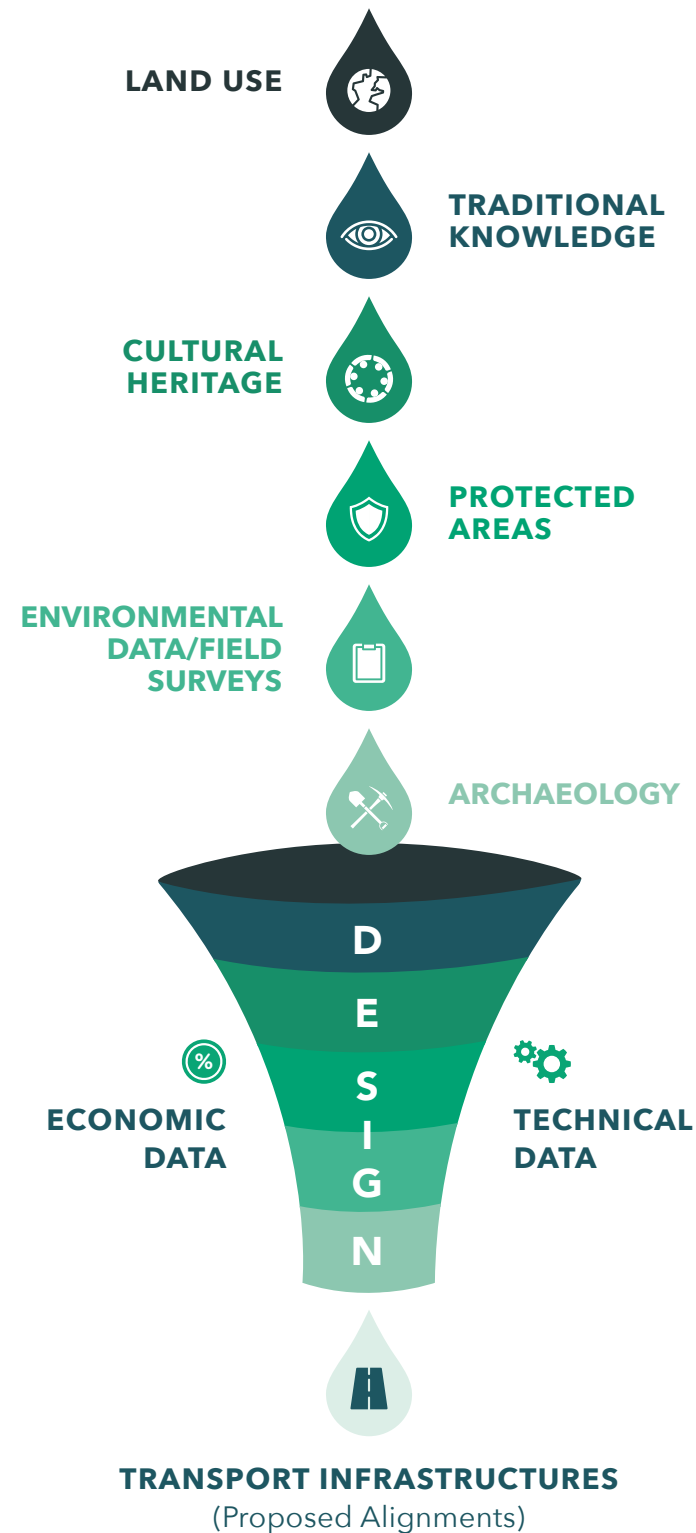 LAND USE
TRADITIONAL
KNOWLEDGE
CULTURAL
HERITAGE
PROTECTED
AREAS
ENVIRONMENTAL
DATA/FIELD
SURVEYS
ARCHAEOLOGY
D
E
S
I
G
N
%
ECONOMIC
DATA
TECHNICAL
DATA
TRANSPORT INFRASTRUCTURES
(Proposed Alignments)